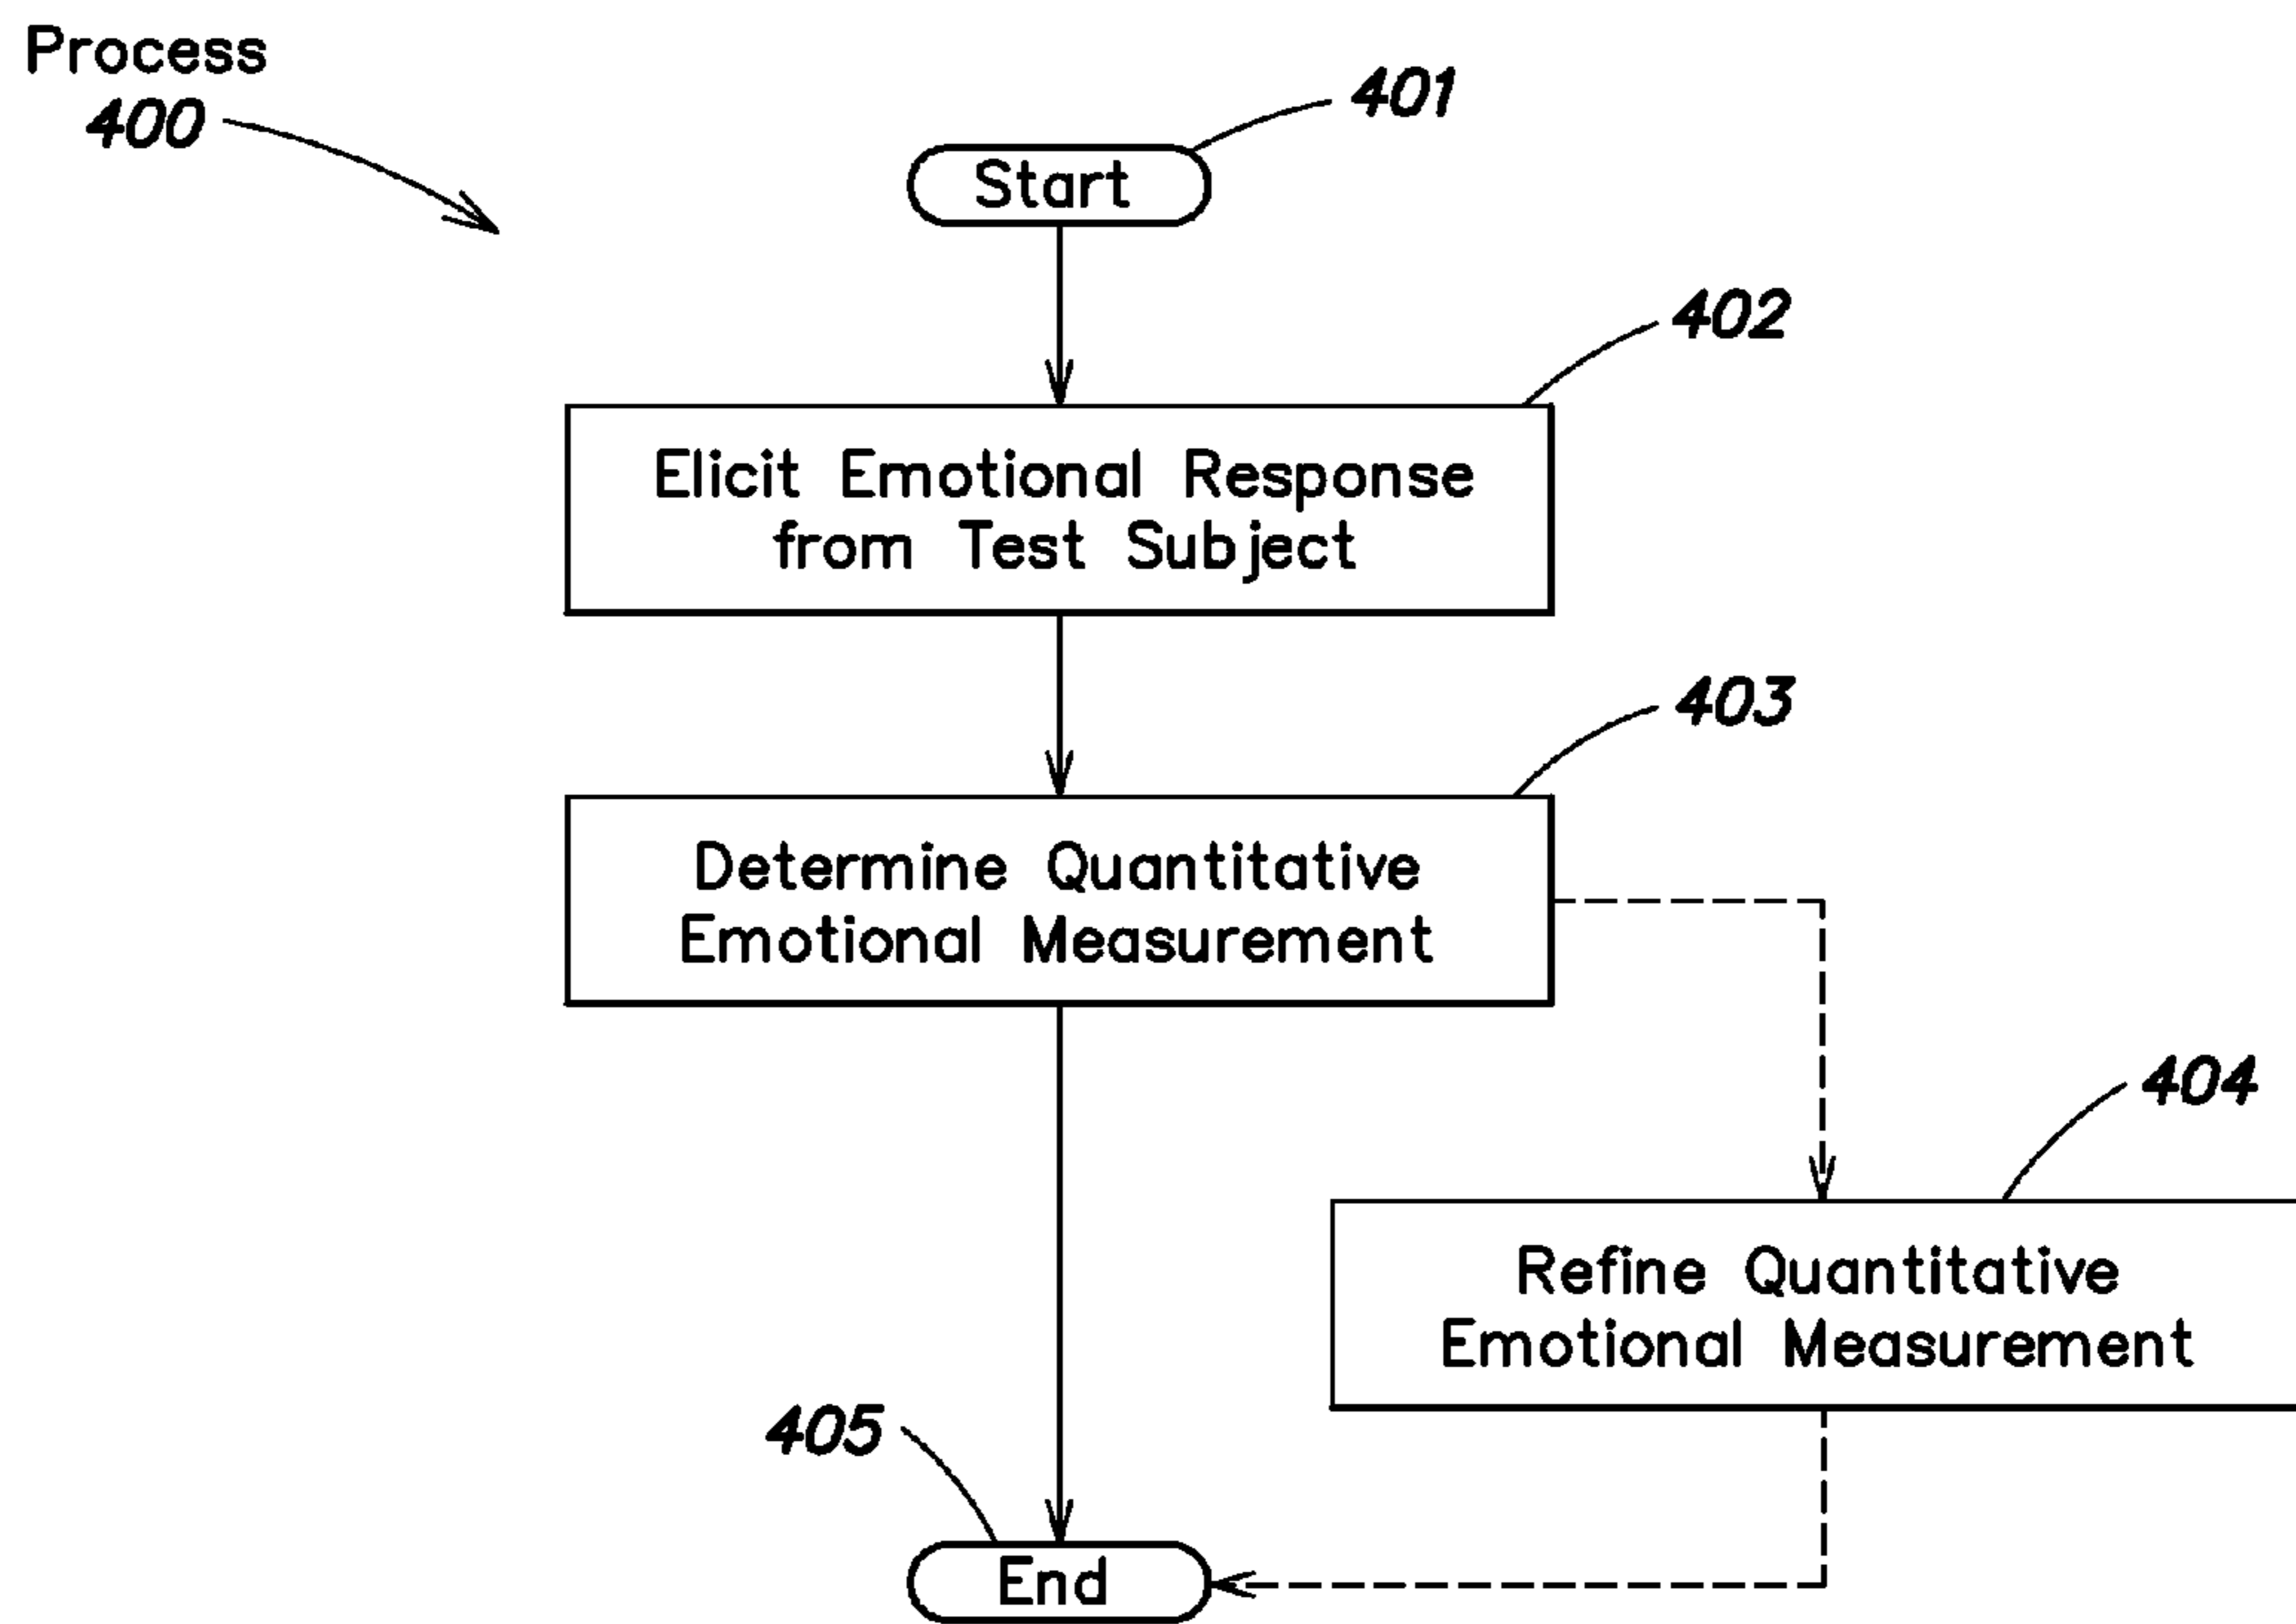 Process
400
401
Start
402
Elicit Emotional Response
from Test Subject
403
Determine Quantitative
Emotional Measurement
404
Refine Quantitative
Emotional Measurement
405
End